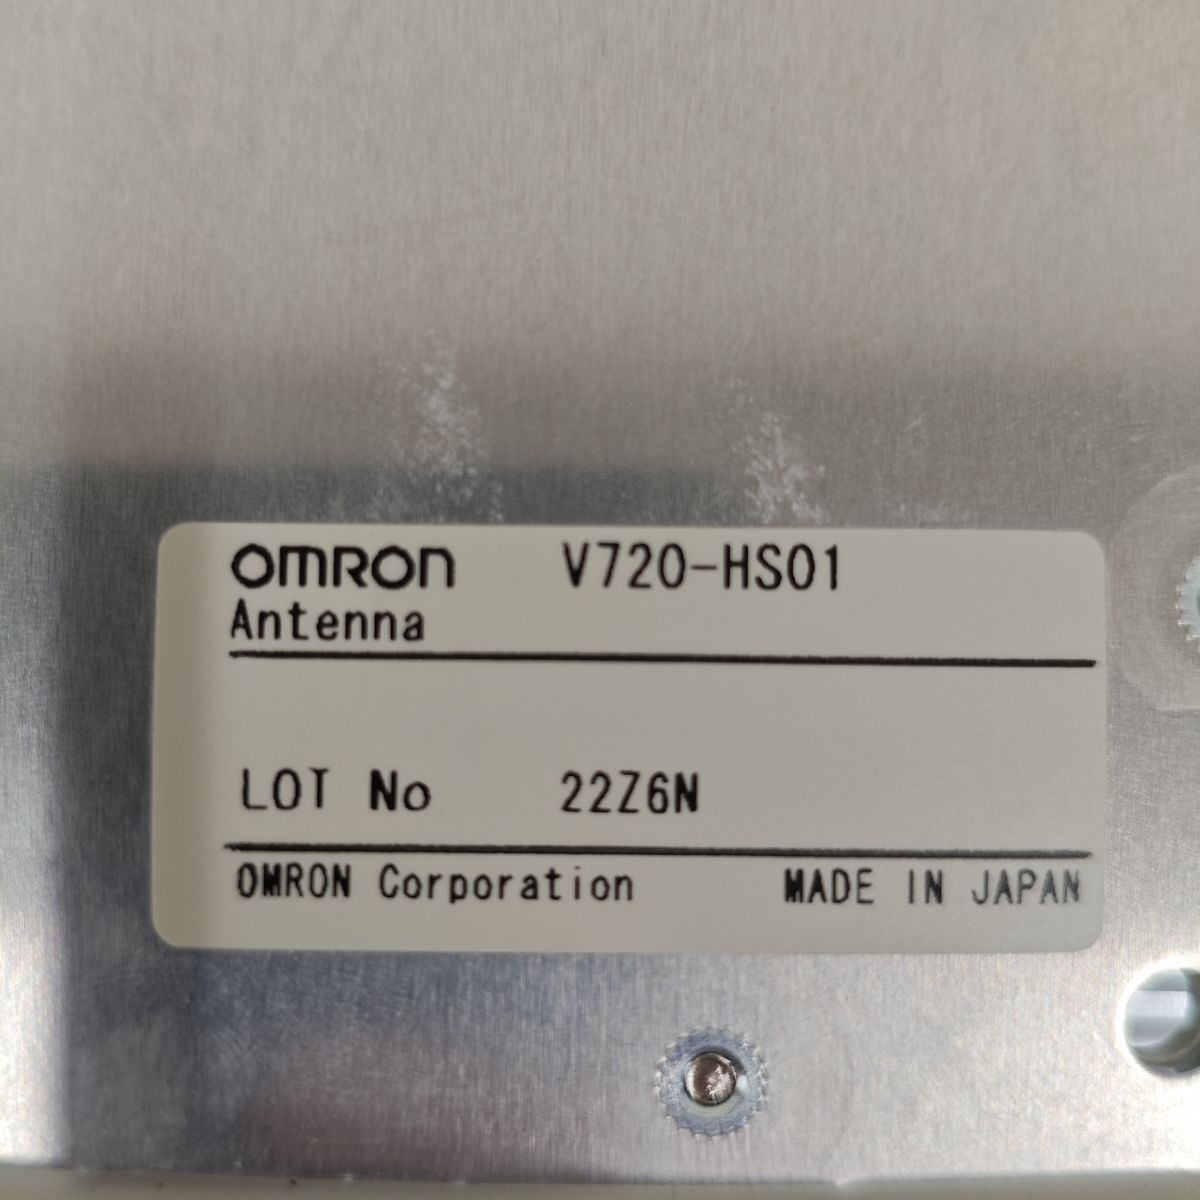 OMRON V720-HS01
Antenna
LOT No 22Z6N
OMRON Corporation MADE IN JAPAN